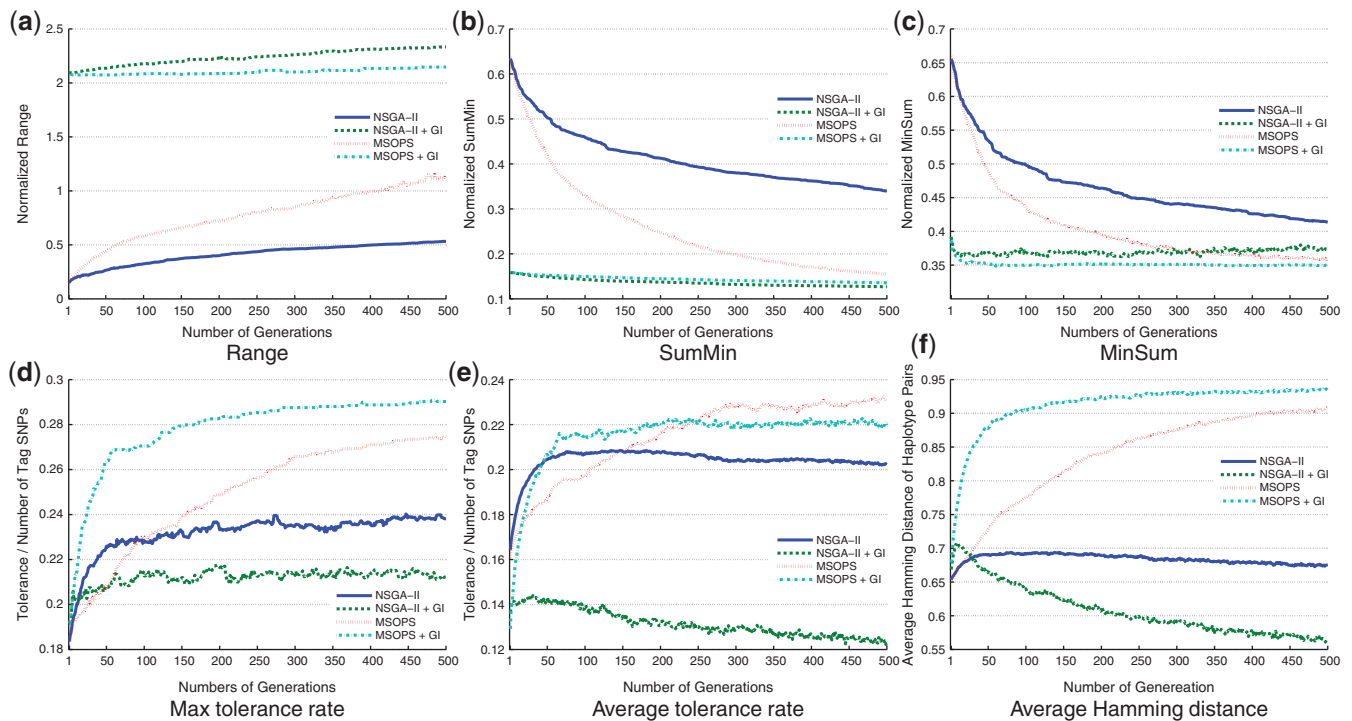 (a)
2.5
2
1.5
1
0.5
0
Normalized Range
NSGA-II
NSGA-II + GI
MSOPS
MSOPS + GI
1 50 100 150 200 250 300 350 400 450 500
Number of Generations
Range
(b)
0.7
0.6
0.5
0.4
0.3
0.2
0.1
Normalized SumMin
NSGA-II
NSGA-II + GI
MSOPS
MSOPS + GI
1 50 100 150 200 250 300 350 400 450 500
Number of Generations
SumMin
(c)
0.7
0.65
0.6
0.55
0.5
0.45
0.4
0.35
Normalized MinSum
NSGA-II
NSGA-II + GI
MSOPS
MSOPS + GI
1 50 100 150 200 250 300 350 400 450 500
Numbers of Generations
MinSum
(d)
0.3
0.28
0.26
0.24
0.22
0.2
0.18
Tolerance / Number of Tag SNPs
NSGA-II
NSGA-II + GI
MSOPS
MSOPS + GI
1 50 100 150 200 250 300 350 400 450 500
Numbers of Generations
Max tolerance rate
(e)
0.24
0.22
0.2
0.18
0.16
0.14
0.12
Tolerance / Number of Tag SNPs
NSGA-II
NSGA-II + GI
MSOPS
MSOPS + GI
1 50 100 150 200 250 300 350 400 450 500
Numbers of Generations
Average tolerance rate
(f)
0.95
0.9
0.85
0.8
0.75
0.7
0.65
0.6
0.55
Average Hamming Distance of Haplotype Pairs
NSGA-II
NSGA-II + GI
MSOPS
MSOPS + GI
1 50 100 150 200 250 300 350 400 450 500
Number of Genereation
Average Hamming distance